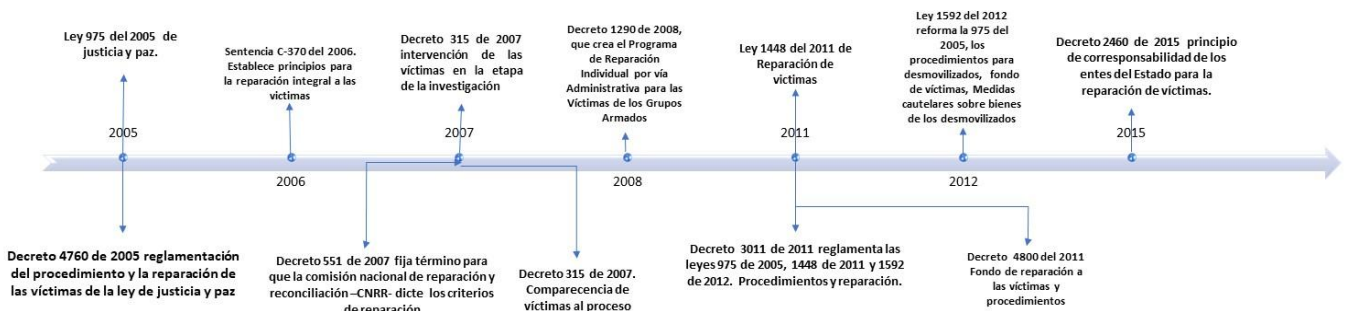 Ley 975 del 2005 de
justicia y paz.
2005
Decreto 4760 de 2005 reglamentación
del procedimiento y la reparación de
las víctimas de la ley de justicia y paz
Sentencia C-370 del 2006.
Establece principios para
la reparación integral a las
victimas
2006
Decreto 315 de 2007
intervención de las
víctimas en la etapa
de la investigación
2007
Decreto 551 de 2007 fija término para
que la comisión nacional de reparación y
reconciliación –CNRR- dicte los criterios
de reparación
Decreto 315 de 2007.
Comparecencia de
víctimas al proceso
Decreto 1290 de 2008,
que crea el Programa
de Reparación
Individual por vía
Administrativa para las
Víctimas de los Grupos
Armados
2008
Ley 1448 del 2011 de
Reparación de
victimas
2011
Decreto 3011 de 2011 reglamenta las
leyes 975 de 2005, 1448 de 2011 y 1592
de 2012. Procedimientos y reparación.
Decreto 4800 del 2011
Fondo de reparación a
las víctimas y
procedimientos
Ley 1592 del 2012
reforma la 975 del
2005, los
procedimientos para
desmovilizados, fondo
de víctimas, Medidas
cautelares sobre bienes
de los desmovilizados
2012
Decreto 2460 de 2015 principio
de corresponsabilidad de los
entes del Estado para la
reparación de víctimas.
2015